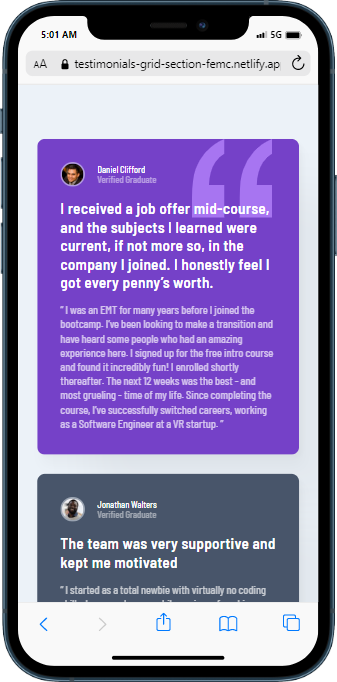 5:01 AM
5G
AA
testimonials-grid-section-femc.netlify.ap
Daniel Clifford
Verified Graduate
I received a job offer mid-course,
and the subjects I learned were
current, if not more so, in the
company I joined. I honestly feel I
got every penny’s worth.
“ I was an EMT for many years before I joined the
bootcamp. I’ve been looking to make a transition and
have heard some people who had an amazing
experience here. I signed up for the free intro course
and found it incredibly fun! I enrolled shortly
thereafter. The next 12 weeks was the best - and
most grueling - time of my life. Since completing the
course, I’ve successfully switched careers, working
as a Software Engineer at a VR startup. ”
Jonathan Walters
Verified Graduate
The team was very supportive and
kept me motivated
“ I started as a total newbie with virtually no coding